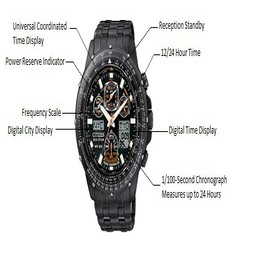 Universal Coordinated
Time Display
Reception Standby
12/24 Hour Time
Power Reserve Indicator
Frequency Scale
Digital City Display
Digital Time Display
1/100-Second Chronograph
Measures up to 24 Hours